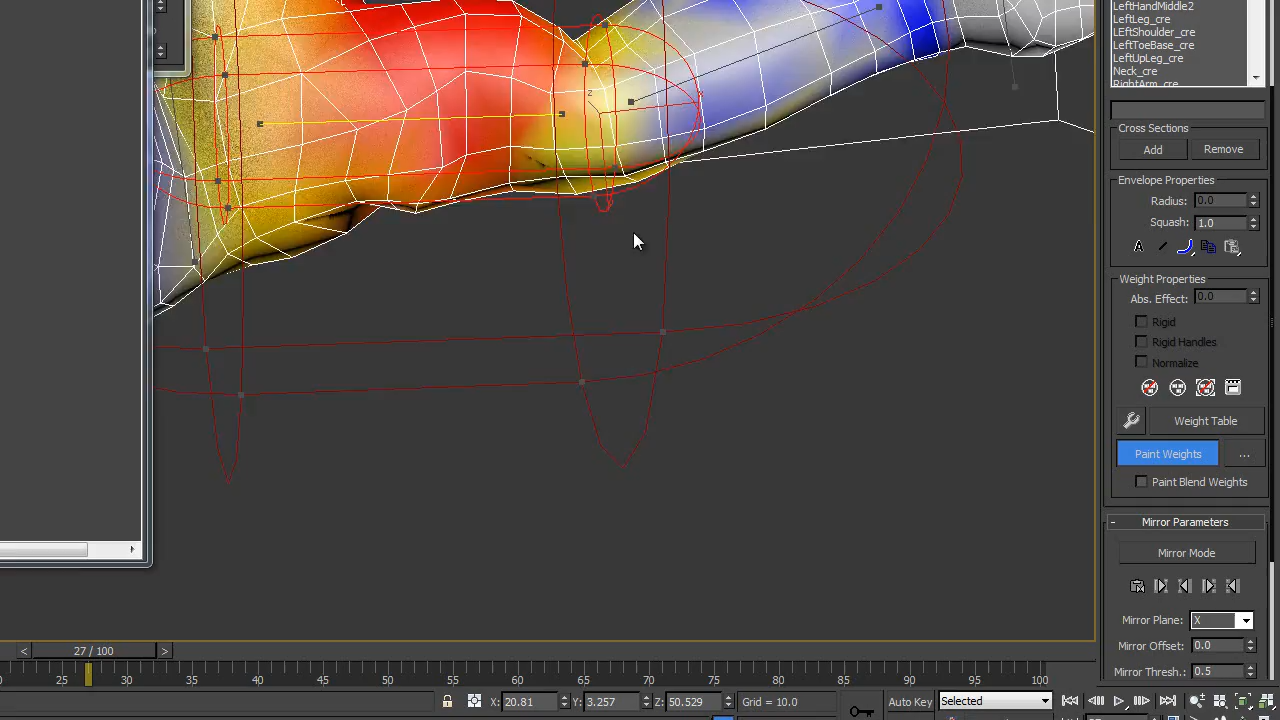 LeftHandMiddle2
LeftLeg_cre
LeftShoulder_cre
LeftToeBase_cre
LeftUpLeg_cre
Neck_cre
RightArm_cre
Cross Sections
Add Remove
Envelope Properties
Radius: 0.0
Squash: 1.0
A
Weight Properties
Abs. Effect: 0.0
Rigid
Rigid Handles
Normalize
Weight Table
Paint Weights ...
Paint Blend Weights
- Mirror Parameters
Mirror Mode
Mirror Plane: X
Mirror Offset: 0.0
Mirror Thresh.: 0.5
z
x
< 27 / 100 >
25 30 35 40 45 50 55 60 65 70 75 80 85 90 95 100
X: 20.81 Y: 3.257 Z: 50.529 Grid = 10.0 Auto Key Selected